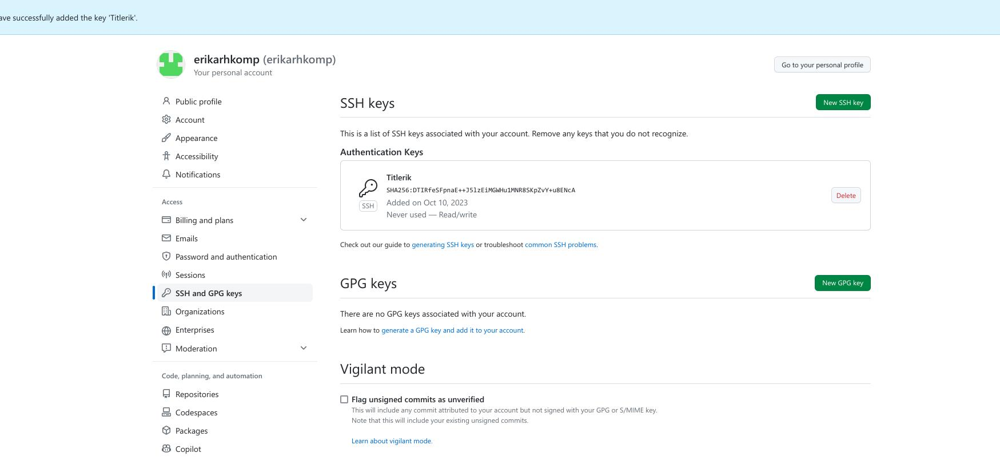 ave successfully added the key 'Titlerik'.
erikarhkomp (erikarhkomp)
Your personal account
Go to your personal profile
Public profile
Account
Appearance
Accessibility
Notifications
Access
Billing and plans
Emails
Password and authentication
Sessions
SSH and GPG keys
Organizations
Enterprises
Moderation
Code, planning, and automation
Repositories
Codespaces
Packages
Copilot
SSH keys
New SSH key
This is a list of SSH keys associated with your account. Remove any keys that you do not recognize.
Authentication Keys
Titlerik
SHA256:DTIRfeSFpnaE++J5lzEiMGWHu1MNR8SKpZvY+u8ENcA
SSH
Added on Oct 10, 2023
Never used — Read/write
Delete
Check out our guide to generating SSH keys or troubleshoot common SSH problems.
GPG keys
New GPG key
There are no GPG keys associated with your account.
Learn how to generate a GPG key and add it to your account.
Vigilant mode
Flag unsigned commits as unverified
This will include any commit attributed to your account but not signed with your GPG or S/MIME key.
Note that this will include your existing unsigned commits.
Learn about vigilant mode.